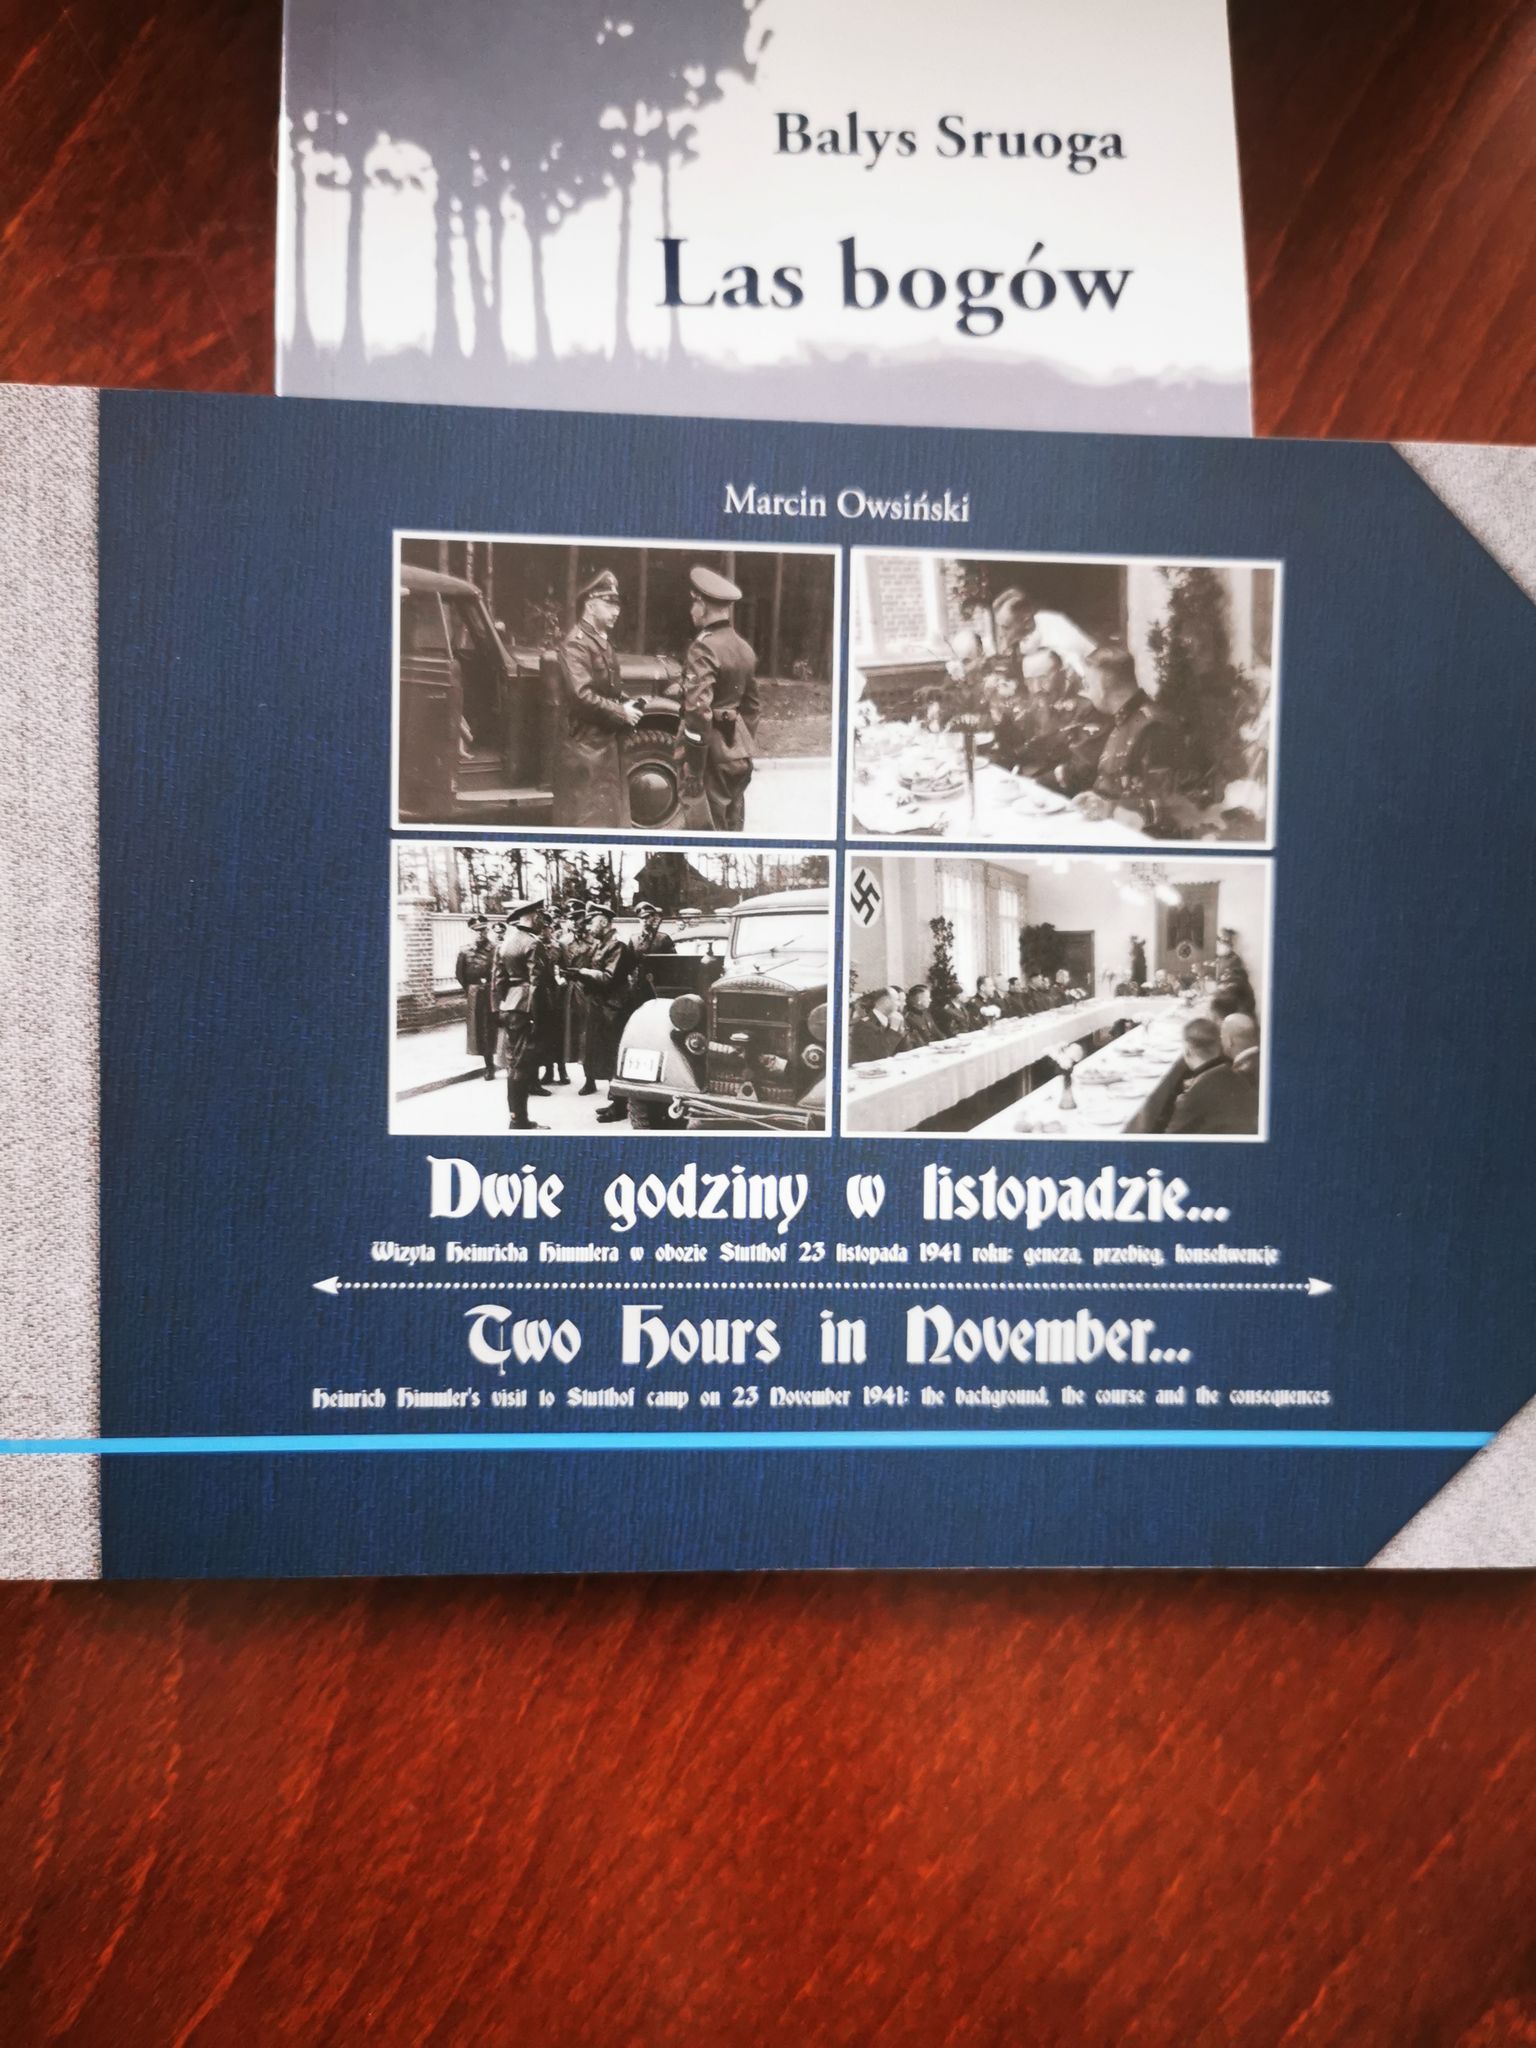 Balys Sruoga
Las bogów
Marcin Owsiński
Dwie godziny w listopadzie...
Wizyta Heinricha Himmlera w obozie Stutthof 23 listopada 1941 roku: geneza, przebieg, konsekwencje
Two Hours in November...
Heinrich Himmler's visit to Stutthof camp on 23 November 1941: the background, the course and the consequences